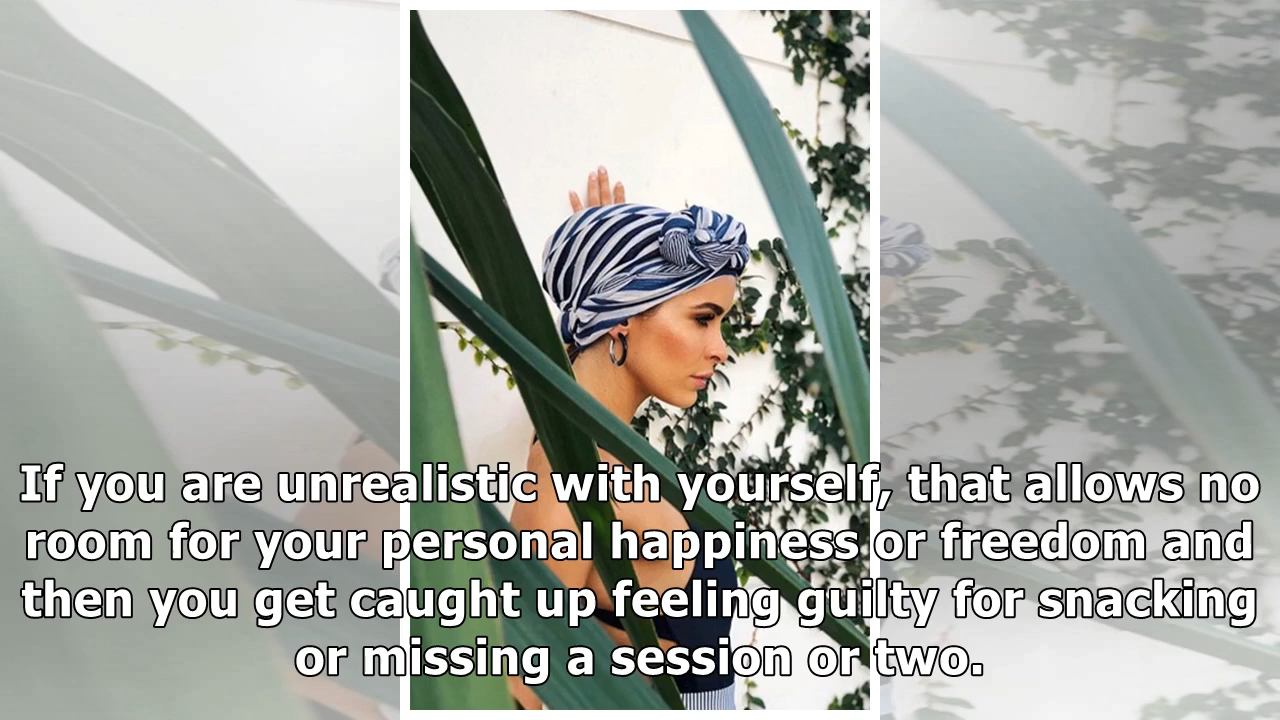 If you are unrealistic with yourself, that allows no
room for your personal happiness or freedom and
then you get caught up feeling guilty for snacking
or missing a session or two.